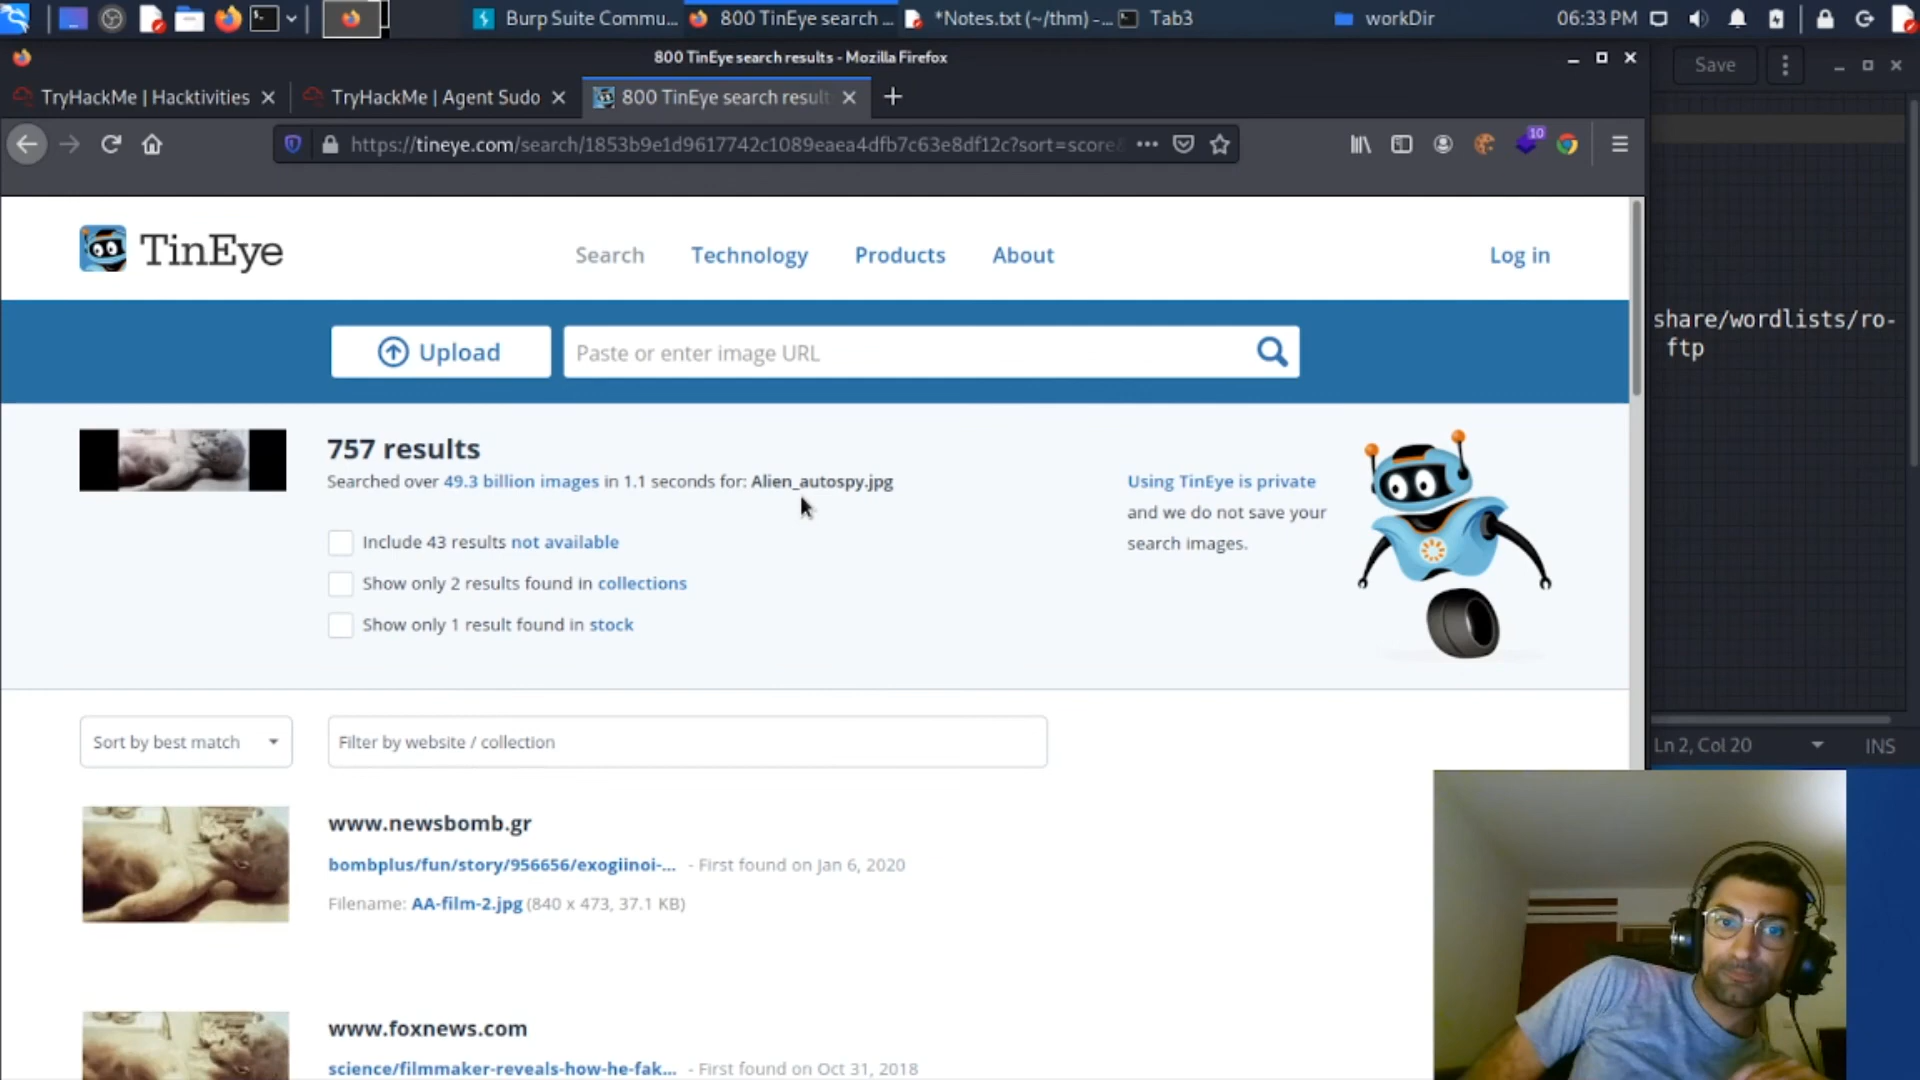 Burp Suite Commu...
800 TinEye search ...
*Notes.txt (~/thm) -...
Tab3
workDir
06:33 PM
800 TinEye search results - Mozilla Firefox
Save
TryHackMe | Hacktivities
TryHackMe | Agent Sudo
800 TinEye search result
https://tineye.com/search/1853b9e1d9617742c1089eaea4dfb7c63e8df12c?sort=score&
10
TinEye
Search
Technology
Products
About
Log in
Upload
Paste or enter image URL
share/wordlists/ro-
ftp
757 results
Searched over 49.3 billion images in 1.1 seconds for: Alien_autospy.jpg
Using TinEye is private
and we do not save your
search images.
Include 43 results not available
Show only 2 results found in collections
Show only 1 result found in stock
Sort by best match
Filter by website / collection
Ln 2, Col 20
INS
www.newsbomb.gr
bombplus/fun/story/956656/exogiinoi-... - First found on Jan 6, 2020
Filename: AA-film-2.jpg (840 x 473, 37.1 KB)
www.foxnews.com
science/filmmaker-reveals-how-he-fak... - First found on Oct 31, 2018